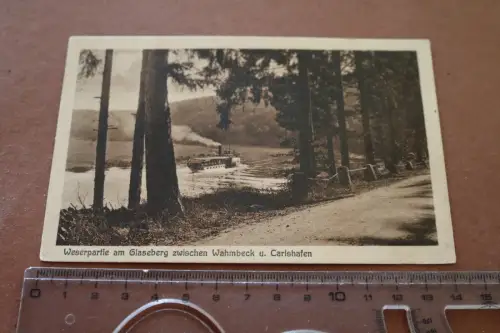 Weserpartie am Glaseberg zwischen Wahmbeck u. Carlshafen
0 1 2 3 4 5 6 7 8 9 10 11 12 13 14 15